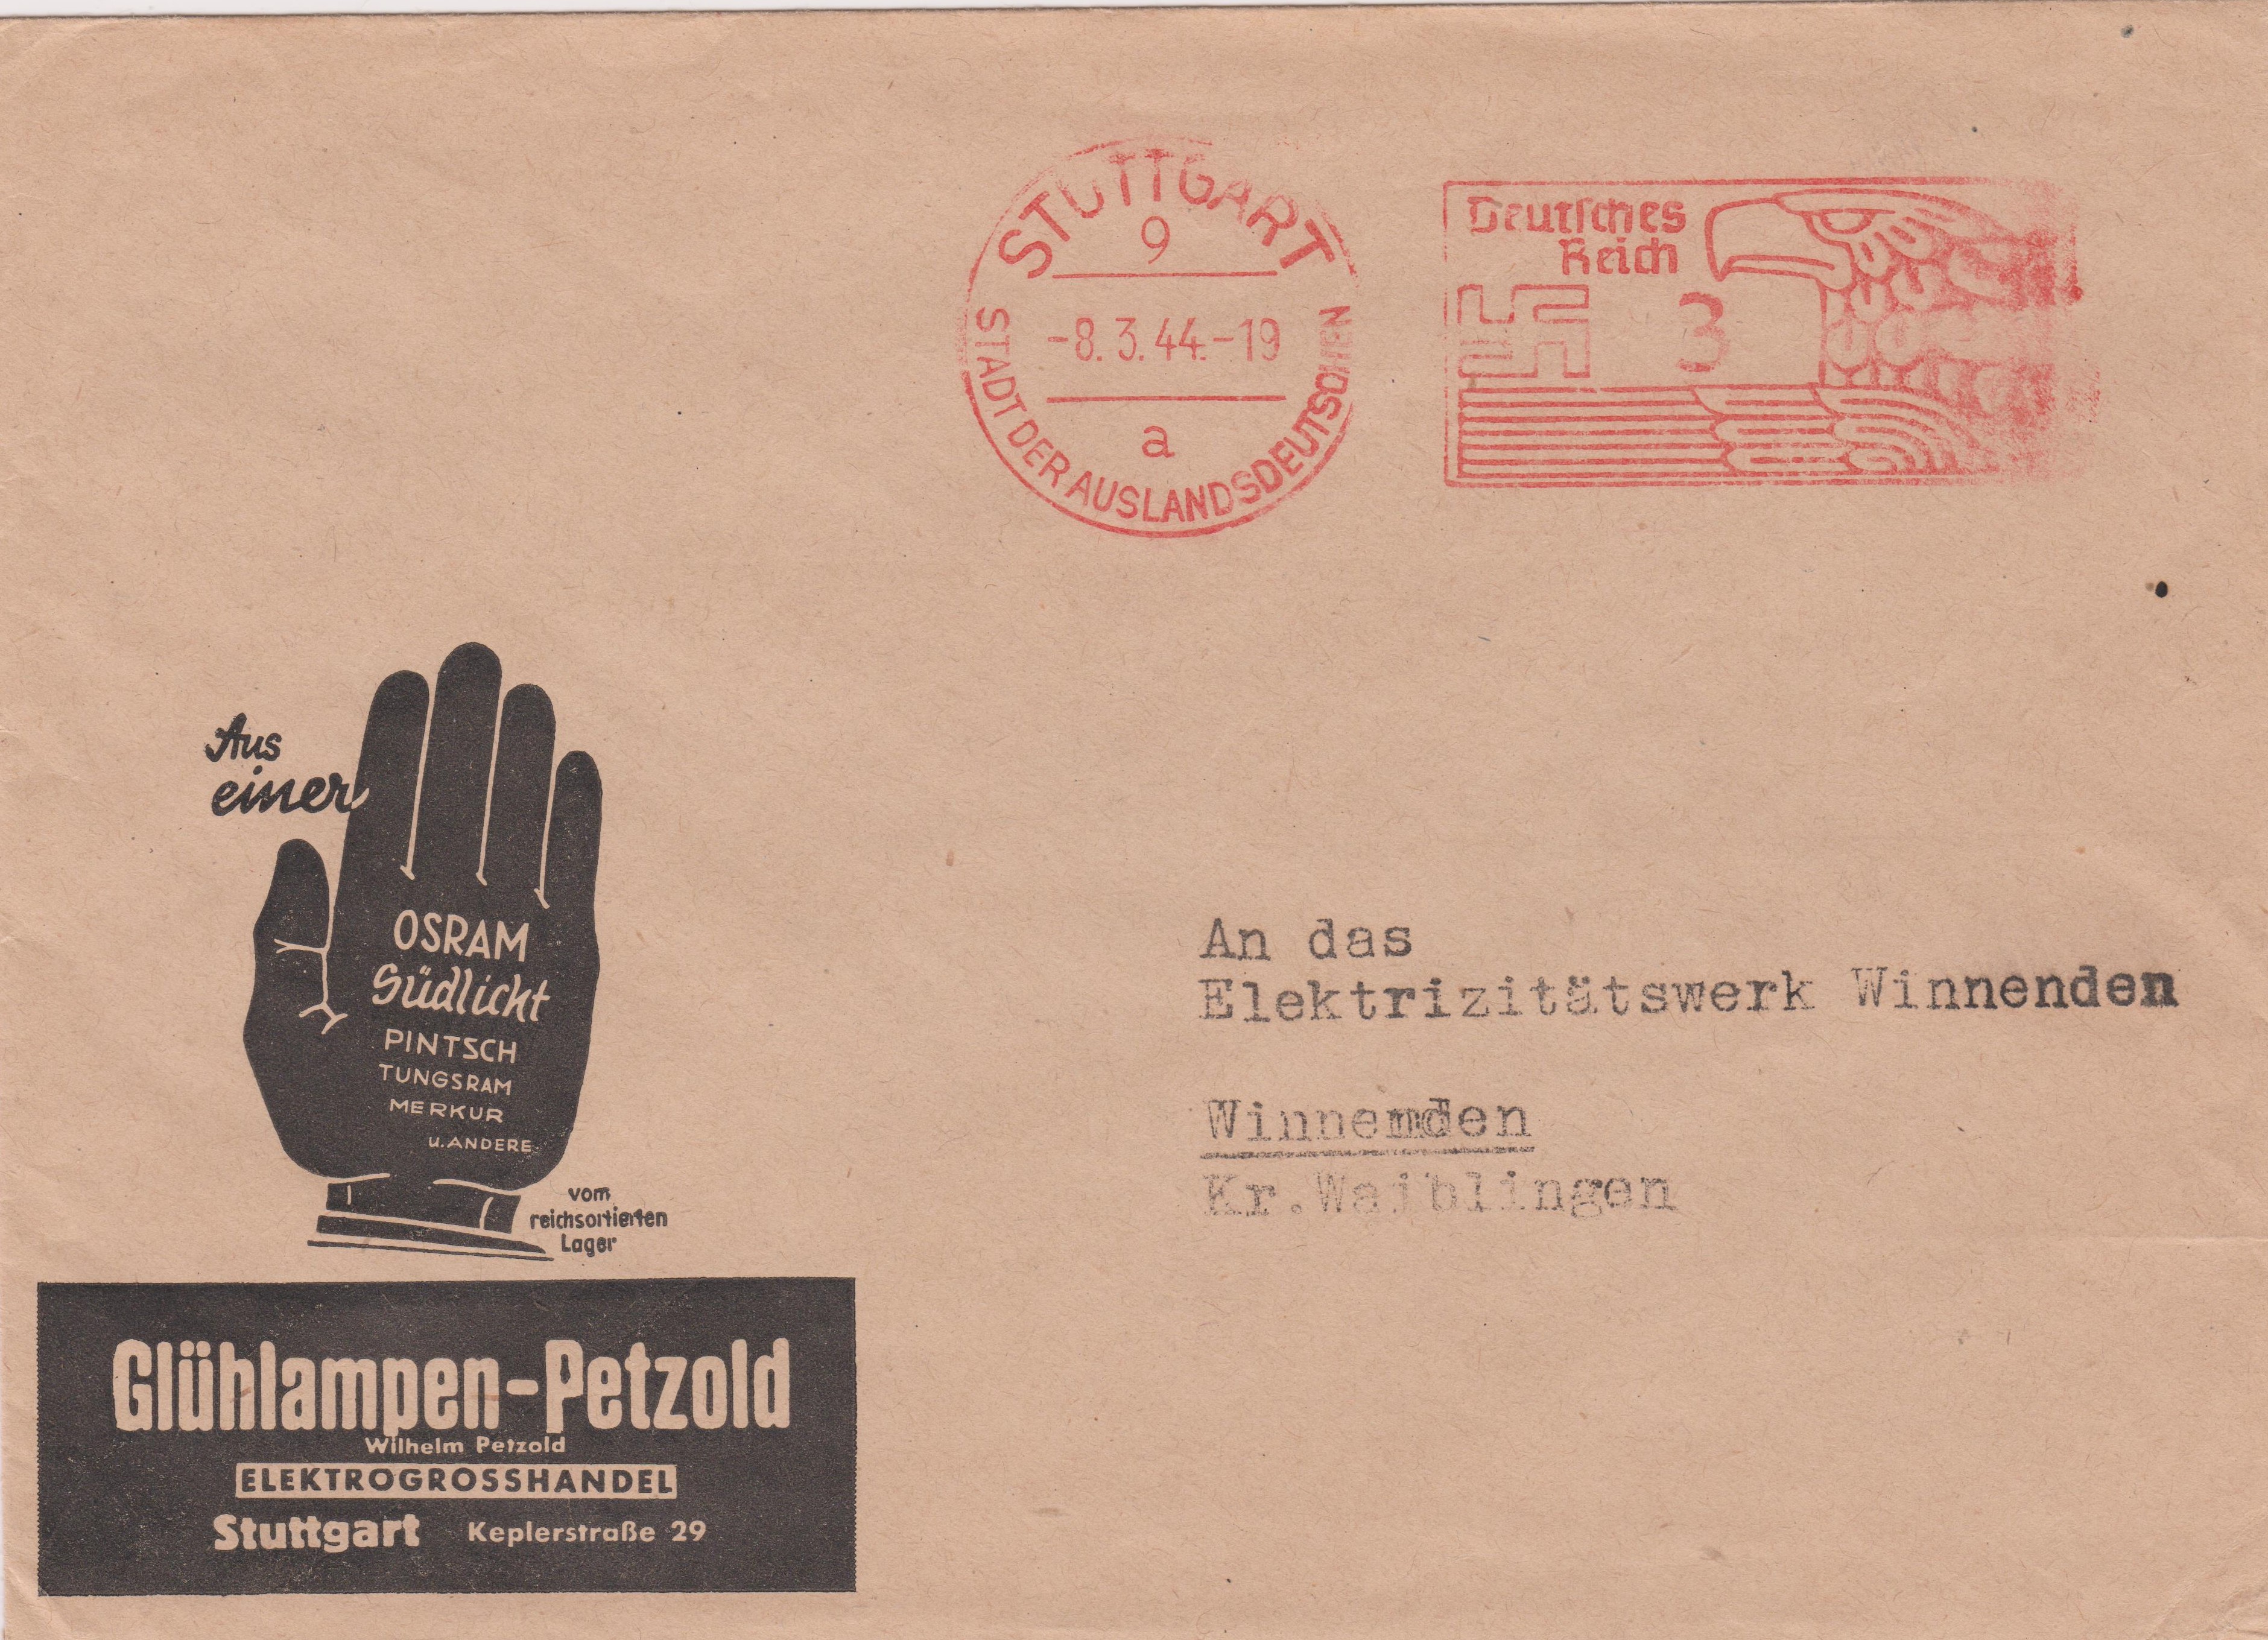 STUTTGART
9
-8.3.44.-19
a
STADT DER AUSLANDSDEUTSCHEN
Deutsches
Reich
3
Aus
einer
OSRAM
Südlicht
PINTSCH
TUNGSRAM
MERKUR
u. ANDERE
vom
reichsortierten
Lager
Glühlampen-Petzold
Wilhelm Petzold
ELEKTROGROSSHANDEL
Stuttgart Keplerstraße 29
An das
Elektrizitätswerk Winnenden
Winnenden
Kr.Waiblingen